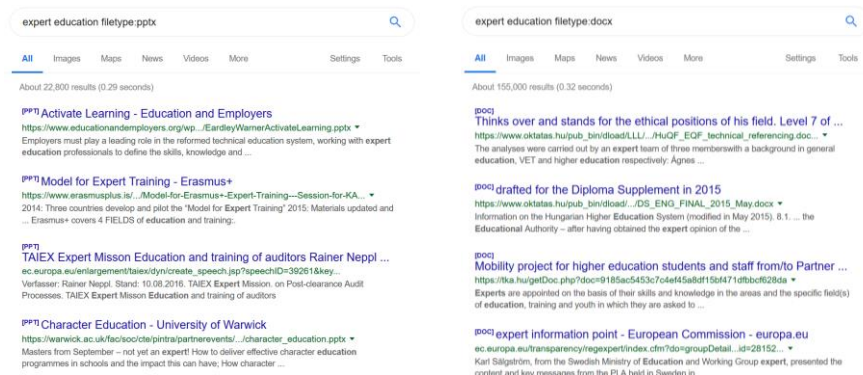 expert education filetype:pptx
All Images Maps News Videos More Settings Tools
About 22,800 results (0.29 seconds)
[PPT] Activate Learning - Education and Employers
https://www.educationandemployers.org/wp.../EardleyWarnerActivateLearning.pptx
Employers must play a leading role in the reformed technical education system, working with expert
education professionals to define the skills, knowledge and ...
[PPT] Model for Expert Training - Erasmus+
https://www.erasmusplus.is/.../Model-for-Erasmus+-Expert-Training---Session-for-KA...
2014: Three countries develop and pilot the "Model for Expert Training" 2015: Materials updated and
... Erasmus+ covers 4 FIELDS of education and training:.
[PPT]
TAIEX Expert Misson Education and training of auditors Rainer Neppl ...
ec.europa.eu/enlargement/taiex/dyn/create_speech.jsp?speechID=39261&key...
Verfasser: Rainer Neppl. Stand: 10.08.2016. TAIEX Expert Mission. on Post-clearance Audit
Processes. TAIEX Expert Misson Education and training of auditors
[PPT] Character Education - University of Warwick
https://warwick.ac.uk/fac/soc/cte/pintra/partnerevents/.../character_education.pptx
Masters from September – not yet an expert! How to deliver effective character education
programmes in schools and the impact this can have; How character ...
expert education filetype:docx
All Images Maps News Videos More Settings Tools
About 155,000 results (0.32 seconds)
[DOC]
Thinks over and stands for the ethical positions of his field. Level 7 of ...
https://www.oktatas.hu/pub_bin/dload/LLL/.../HuQF_EQF_technical_referencing.doc...
The analyses were carried out by an expert team of three memberswith a background in general
education, VET and higher education respectively: Ágnes ...
[DOC] drafted for the Diploma Supplement in 2015
https://www.oktatas.hu/pub_bin/dload/.../DS_ENG_FINAL_2015_May.docx
Information on the Hungarian Higher Education System (modified in May 2015). 8.1. ... the
Educational Authority – after having obtained the expert opinion of the ...
[DOC]
Mobility project for higher education students and staff from/to Partner ...
https://tka.hu/getDoc.php?doc=9185ac5453c7c4ef45a8df15bf471dfbbcf628da
Experts are appointed on the basis of their skills and knowledge in the areas and the specific field(s)
of education, training and youth in which they are asked to ...
[DOC] expert information point - European Commission - europa.eu
ec.europa.eu/transparency/regexpert/index.cfm?do=groupDetail...id=28152...
Karl Sälgström, from the Swedish Ministry of Education and Working Group expert, presented the
content and key messages from the PLA held in Sweden in